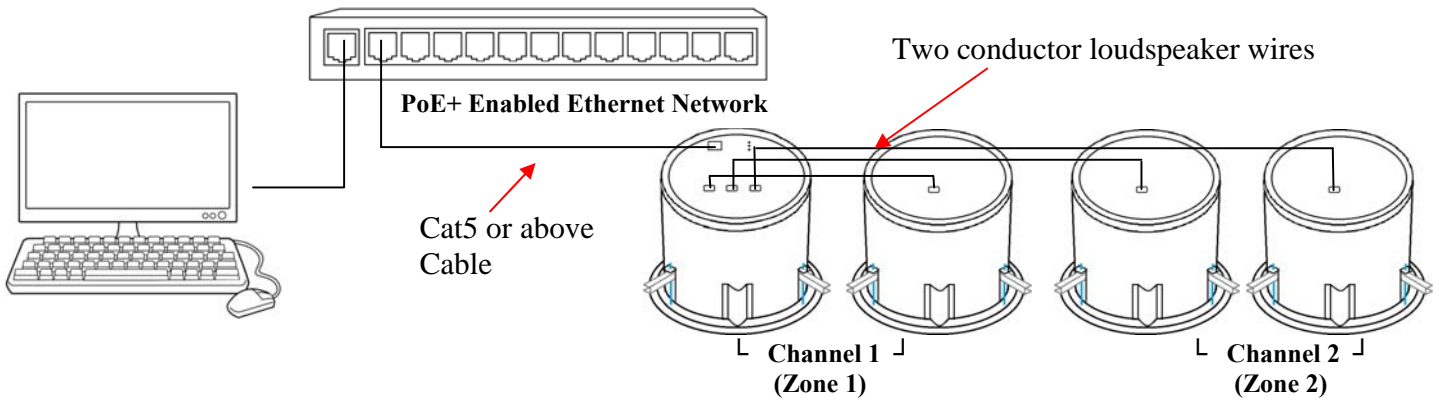 Two conductor loudspeaker wires
PoE+ Enabled Ethernet Network
Cat5 or above
Cable
Channel 1
(Zone 1)
Channel 2
(Zone 2)